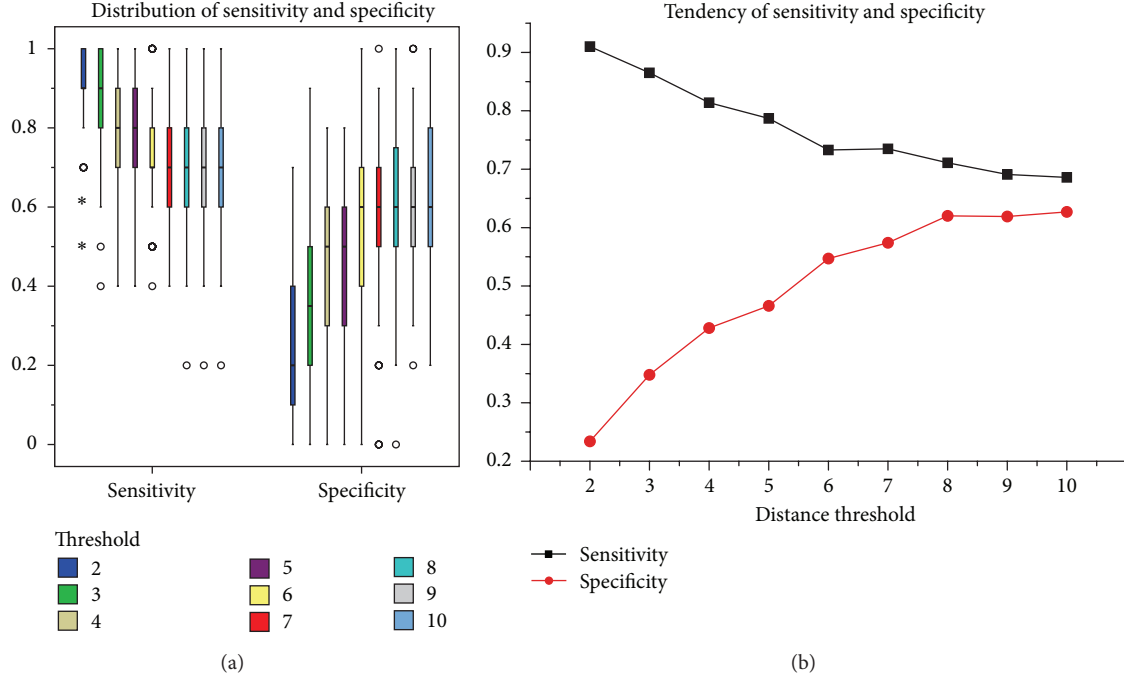 Distribution of sensitivity and specificity
1
0.8
0.6
0.4
0.2
0
Sensitivity
Specificity
Threshold
2
5
8
3
6
9
4
7
10
(a)
Tendency of sensitivity and specificity
0.9
0.8
0.7
0.6
0.5
0.4
0.3
0.2
2 3 4 5 6 7 8 9 10
Distance threshold
Sensitivity
Specificity
(b)